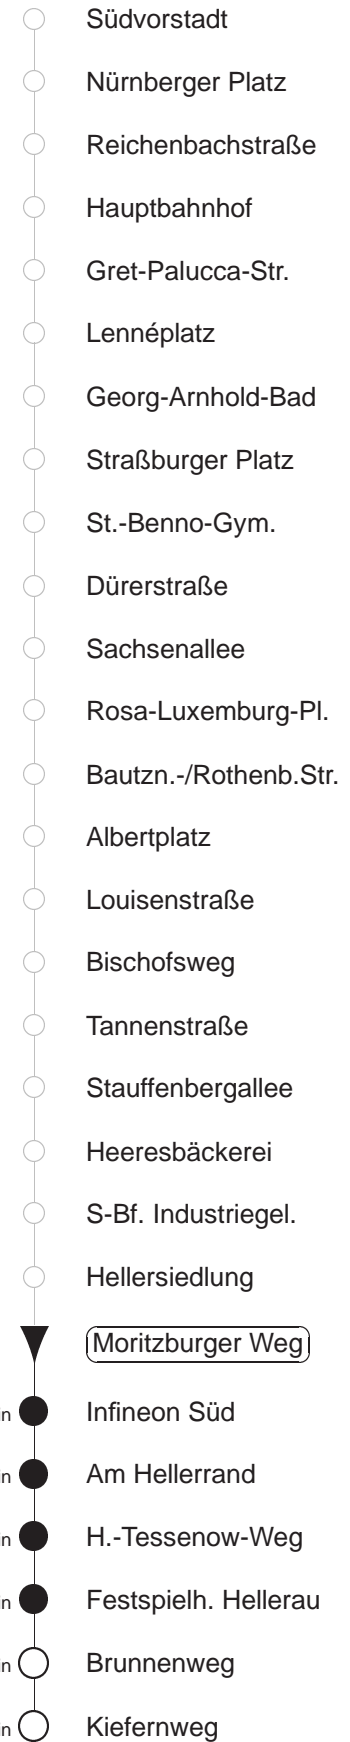 Südvorstadt
Nürnberger Platz
Reichenbachstraße
Hauptbahnhof
Gret-Palucca-Str.
Lennéplatz
Georg-Arnhold-Bad
Straßburger Platz
St.-Benno-Gym.
Dürerstraße
Sachsenallee
Rosa-Luxemburg-Pl.
Bautzn.-/Rothenb.Str.
Albertplatz
Louisenstraße
Bischofsweg
Tannenstraße
Stauffenbergallee
Heeresbäckerei
S-Bf. Industriegel.
Hellersiedlung
Moritzburger Weg
Infineon Süd
Am Hellerrand
H.-Tessenow-Weg
Festspielh. Hellerau
Brunnenweg
Kiefernweg